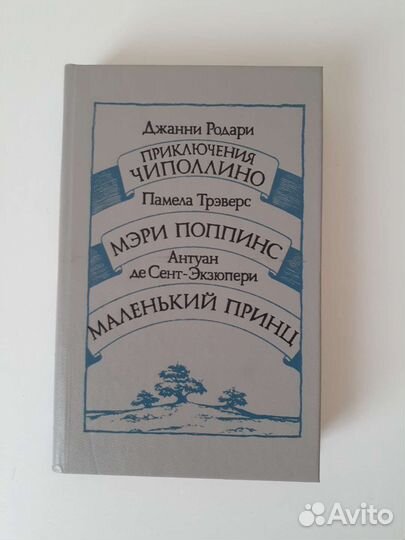 Джанни Родари
ПРИКЛЮЧЕНИЯ
ЧИПОЛЛИНО
Памела Трэверс
МЭРИ ПОППИНС
Антуан
де Сент-Экзюпери
МАЛЕНЬКИЙ ПРИНЦ
Avito